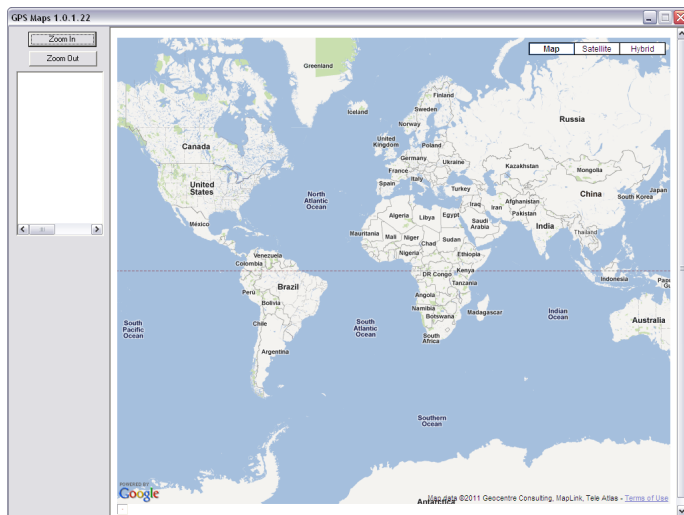 GPS Maps 1.0.1.22
Zoom In
Zoom Out
Map
Satellite
Hybrid
Greenland
Iceland
Finland
Sweden
Norway
Russia
United
Kingdom
Poland
Canada
Germany
Ukraine
France
Kazakhstan
Mongolia
Italy
Spain
United
States
Turkey
China
Japan
South Korea
North
Atlantic
Ocean
Iraq
Iran
Afghanistan
Pakistan
Algeria
Libya
Egypt
Saudi
Arabia
India
México
Mauritania
Mali
Niger
Chad
Sudan
Thailand
Nigeria
Ethiopia
Venezuela
Colombia
DR Congo
Kenya
Indonesia
Tanzania
Brazil
Perú
Angola
Bolivia
Namibia
Botswana
Madagascar
Indian
Ocean
South
Pacific
Ocean
Chile
South
Atlantic
Ocean
Australia
South
Africa
Argentina
Southern
Ocean
POWERED BY
Google
Antarctica
Map data ©2011 Geocentre Consulting, MapLink, Tele Atlas - Terms of Use